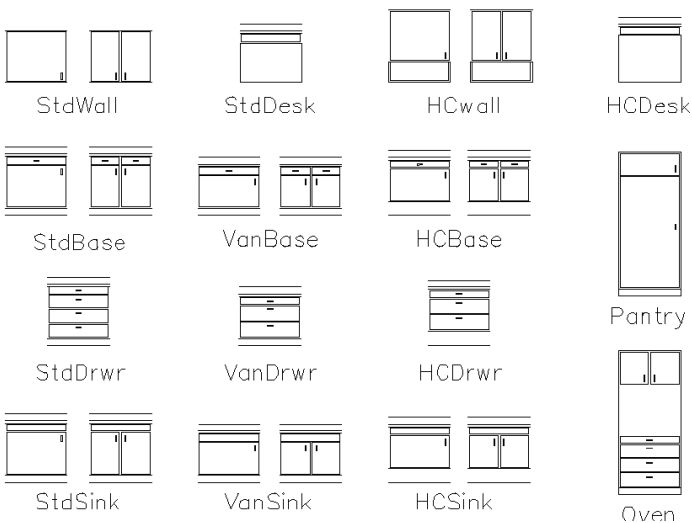 StdWall StdDesk HCwall HCDesk
StdBase VanBase HCBase
Pantry
StdDrwr VanDrwr HCDrwr
StdSink VanSink HCSink
Oven